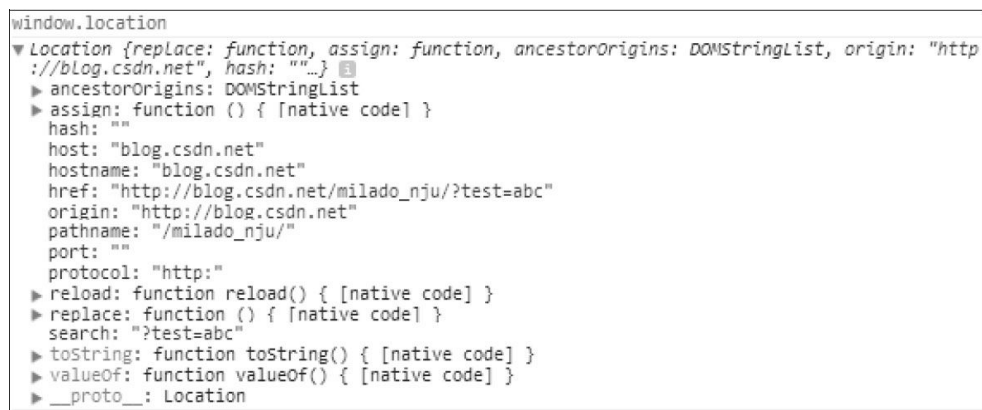 window.location
▼ Location {replace: function, assign: function, ancestorOrigins: DOMStringList, origin: "http
://blog.csdn.net", hash: ""…}
▶ ancestorOrigins: DOMStringList
▶ assign: function () { [native code] }
hash: ""
host: "blog.csdn.net"
hostname: "blog.csdn.net"
href: "http://blog.csdn.net/milado_nju/?test=abc"
origin: "http://blog.csdn.net"
pathname: "/milado_nju/"
port: ""
protocol: "http:"
▶ reload: function reload() { [native code] }
▶ replace: function () { [native code] }
search: "?test=abc"
▶ toString: function toString() { [native code] }
▶ valueOf: function valueOf() { [native code] }
▶ __proto__: Location